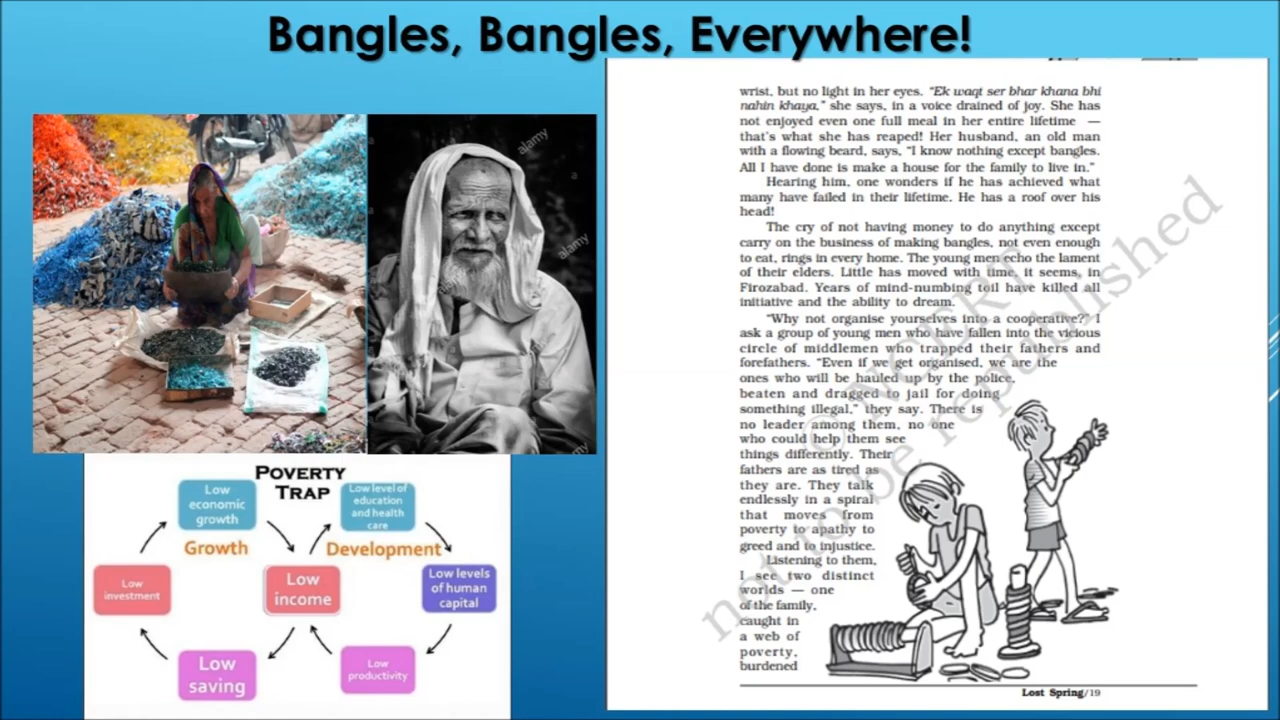 Bangles, Bangles, Everywhere!
alamy
a
alamy
alamy
POVERTY
TRAP
Low
economic
growth
Low level of
education
and health
care
Growth
Development
Low
investment
Low
income
Low levels
of human
capital
Low
saving
Low
productivity
wrist, but no light in her eyes. "Ek waqt ser bhar khana bhi
nahin khaya," she says, in a voice drained of joy. She has
not enjoyed even one full meal in her entire lifetime —
that's what she has reaped! Her husband, an old man
with a flowing beard, says, "I know nothing except bangles.
All I have done is make a house for the family to live in."
Hearing him, one wonders if he has achieved what
many have failed in their lifetime. He has a roof over his
head!
The cry of not having money to do anything except
carry on the business of making bangles, not even enough
to eat, rings in every home. The young men echo the lament
of their elders. Little has moved with time, it seems, in
Firozabad. Years of mind-numbing toil have killed all
initiative and the ability to dream.
"Why not organise yourselves into a cooperative?" I
ask a group of young men who have fallen into the vicious
circle of middlemen who trapped their fathers and
forefathers. "Even if we get organised, we are the
ones who will be hauled up by the police,
beaten and dragged to jail for doing
something illegal," they say. There is
no leader among them, no one
who could help them see
things differently. Their
fathers are as tired as
they are. They talk
endlessly in a spiral
that moves from
poverty to apathy to
greed and to injustice.
Listening to them,
I see two distinct
worlds — one
of the family,
caught in
a web of
poverty,
burdened
© NCERT
not to be republished
Lost Spring/19